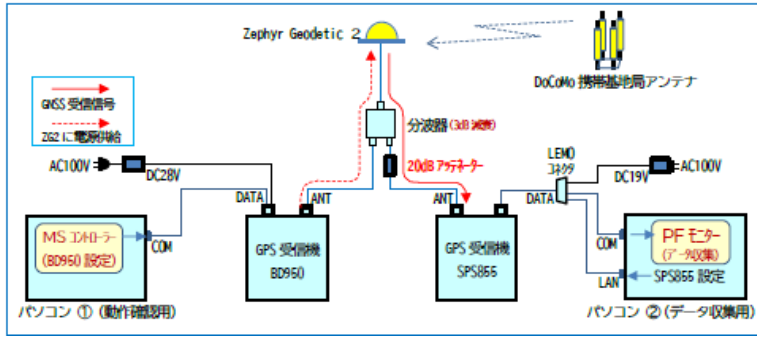 Zephyr Geodetic 2
DoCoMo 携帯基地局アンテナ
GNSS 受信信号
ZG2 に電源供給
分波器(3dB 減衰)
20dB アッテネーター
LEMO
コネクタ
AC100V
DC28V
DC19V
AC100V
DATA
ANT
ANT
DATA
MS コントローラー
(BD960 設定)
COM
GPS 受信機
BD960
GPS 受信機
SPS855
COM
PF モニター
(データ収集)
LAN
SPS855 設定
パソコン ① (動作確認用)
パソコン ② (データ収集用)